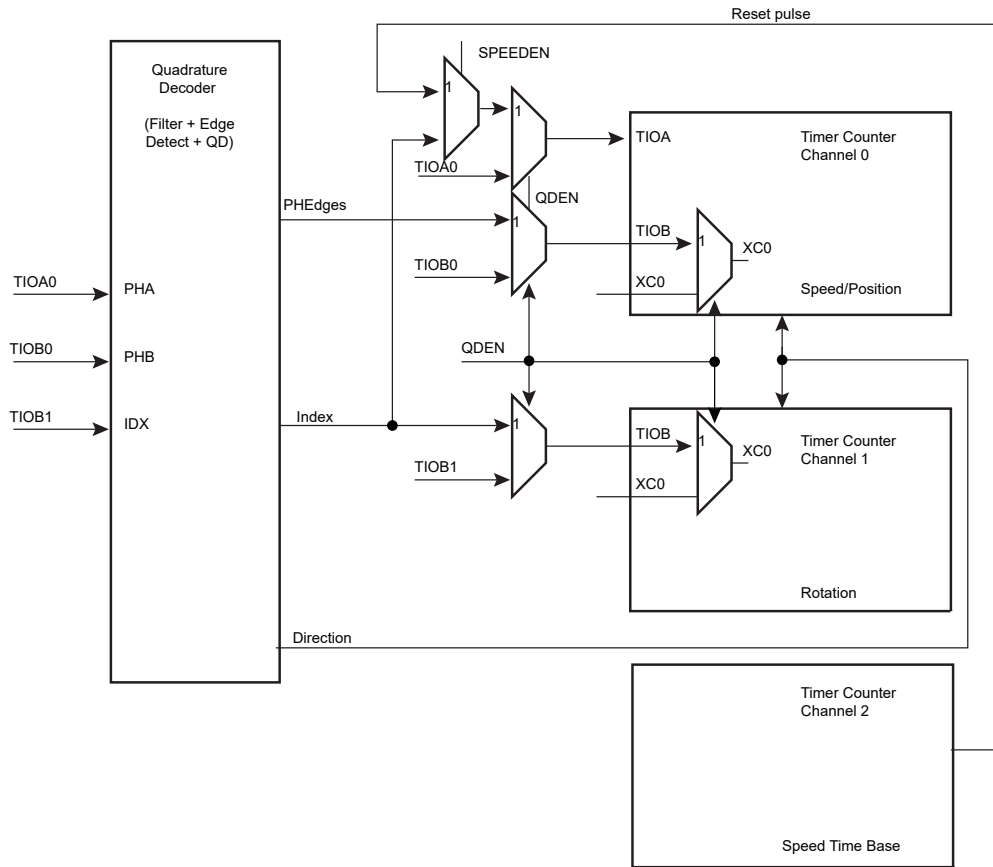 Reset pulse
SPEEDEN
Quadrature
Decoder
(Filter + Edge
Detect + QD)
1
1
TIOA
Timer Counter
Channel 0
TIOA0
QDEN
PHEdges
1
TIOB
1
XC0
TIOB0
XC0
Speed/Position
TIOA0
PHA
QDEN
TIOB0
PHB
TIOB1
IDX
Index
1
TIOB
1
XC0
Timer Counter
Channel 1
TIOB1
XC0
Rotation
Direction
Timer Counter
Channel 2
Speed Time Base